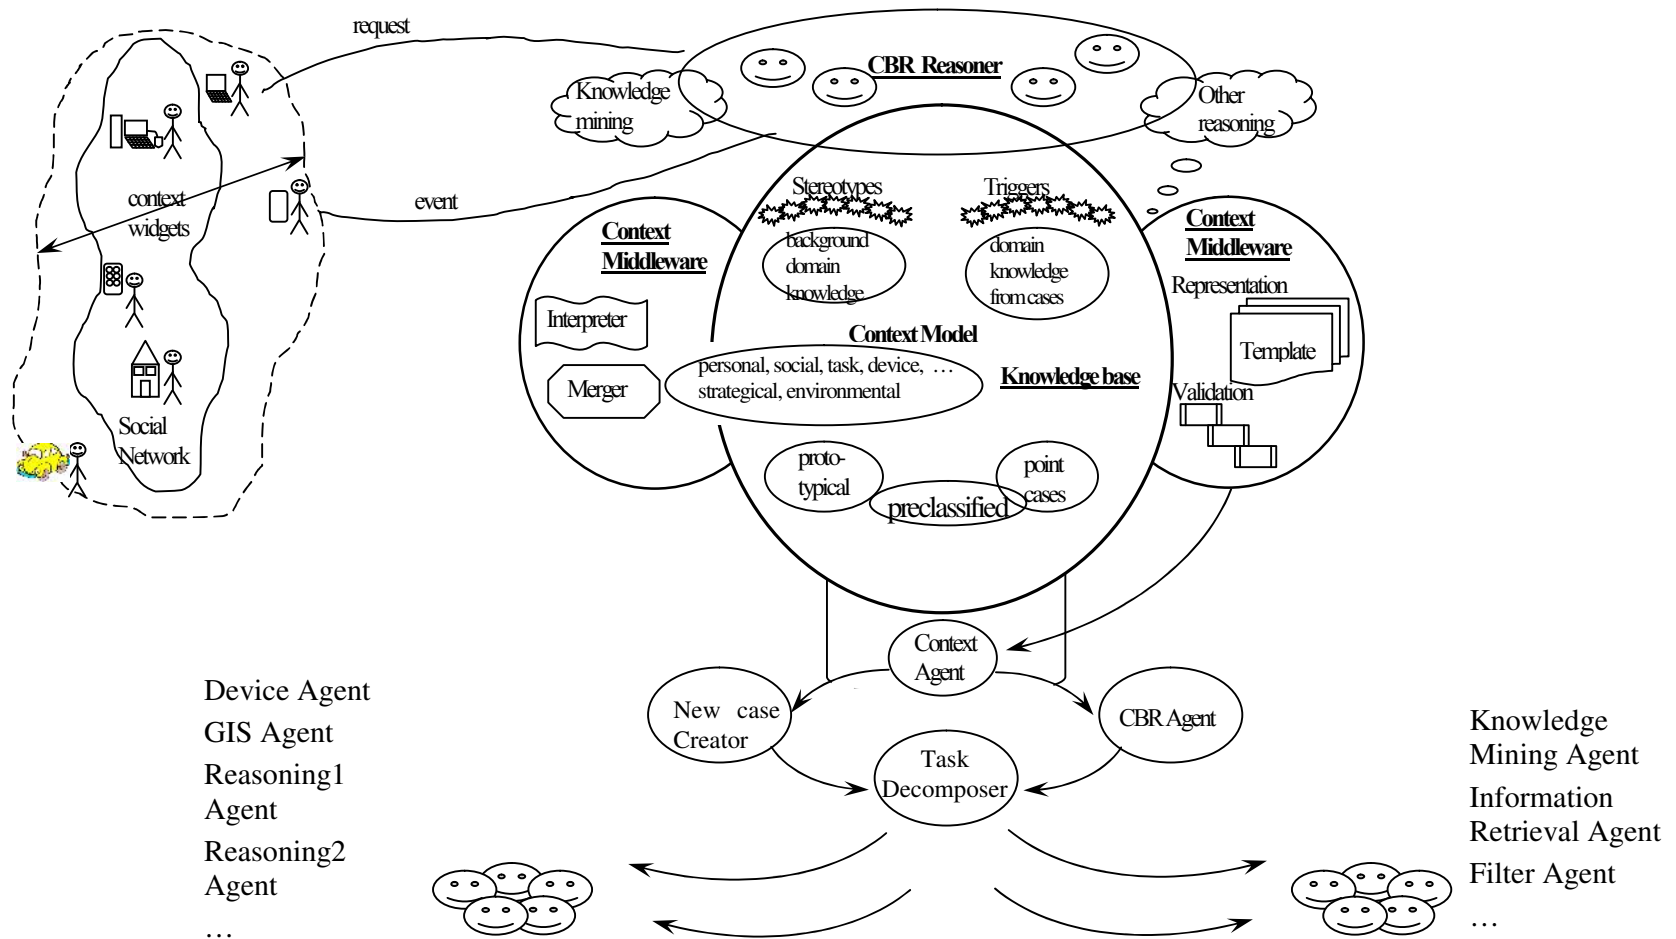 request
CBR Reasoner
Knowledge
mining
Other
reasoning
context
widgets
event
Stereotypes
Triggers
Context
Middleware
background
domain
knowledge
domain
knowledge
from cases
Context
Middleware
Representation
Interpreter
Context Model
Template
personal, social, task, device, …
strategical, environmental
Knowledge base
Merger
Validation
Social
Network
proto-
typical
point
cases
preclassified
Context
Agent
New case
Creator
CBR Agent
Task
Decomposer
Device Agent
GIS Agent
Reasoning1
Agent
Reasoning2
Agent
…
Knowledge
Mining Agent
Information
Retrieval Agent
Filter Agent
…